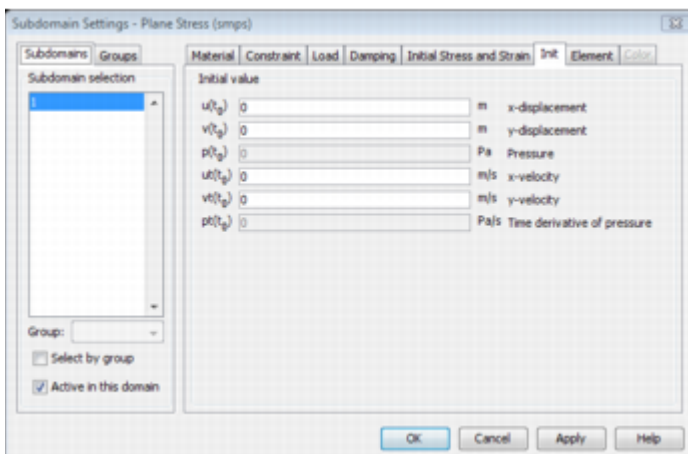 Subdomain Settings - Plane Stress (smps)
Subdomains Groups
Subdomain selection
1
Group:
Select by group
Active in this domain
Material Constraint Load Damping Initial Stress and Strain Init Element Color
Initial value
u(t₀) 0 m x-displacement
v(t₀) 0 m y-displacement
p(t₀) 0 Pa Pressure
ut(t₀) 0 m/s x-velocity
vt(t₀) 0 m/s y-velocity
pt(t₀) 0 Pa/s Time derivative of pressure
OK Cancel Apply Help